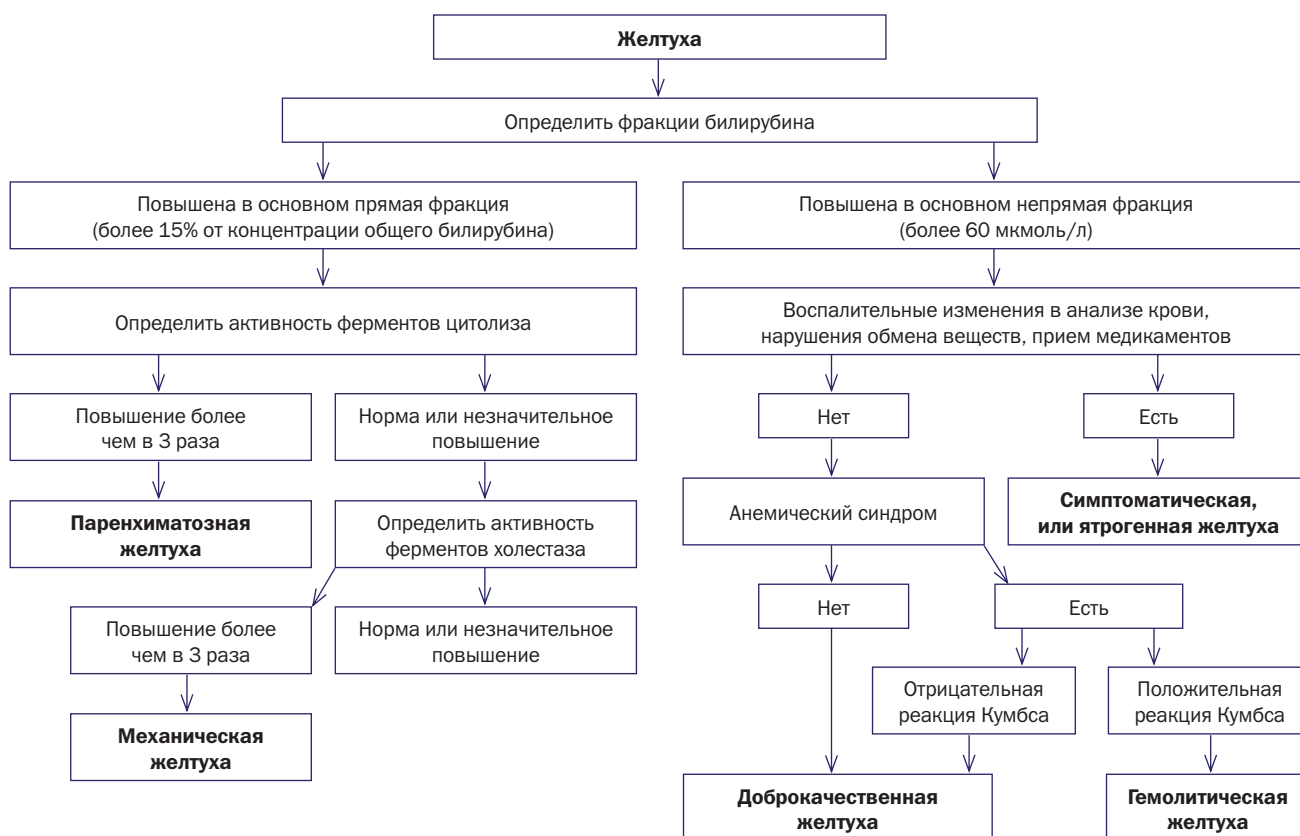 Желтуха
Определить фракции билирубина
Повышена в основном прямая фракция
(более 15% от концентрации общего билирубина)
Повышена в основном непрямая фракция
(более 60 мкмоль/л)
Определить активность ферментов цитолиза
Воспалительные изменения в анализе крови,
нарушения обмена веществ, прием медикаментов
Повышение более
чем в 3 раза
Норма или незначительное
повышение
Нет
Есть
Паренхиматозная
желтуха
Определить активность
ферментов холестаза
Анемический синдром
Симптоматическая,
или ятрогенная желтуха
Повышение более
чем в 3 раза
Норма или незначительное
повышение
Нет
Есть
Отрицательная
реакция Кумбса
Положительная
реакция Кумбса
Механическая
желтуха
Доброкачественная
желтуха
Гемолитическая
желтуха